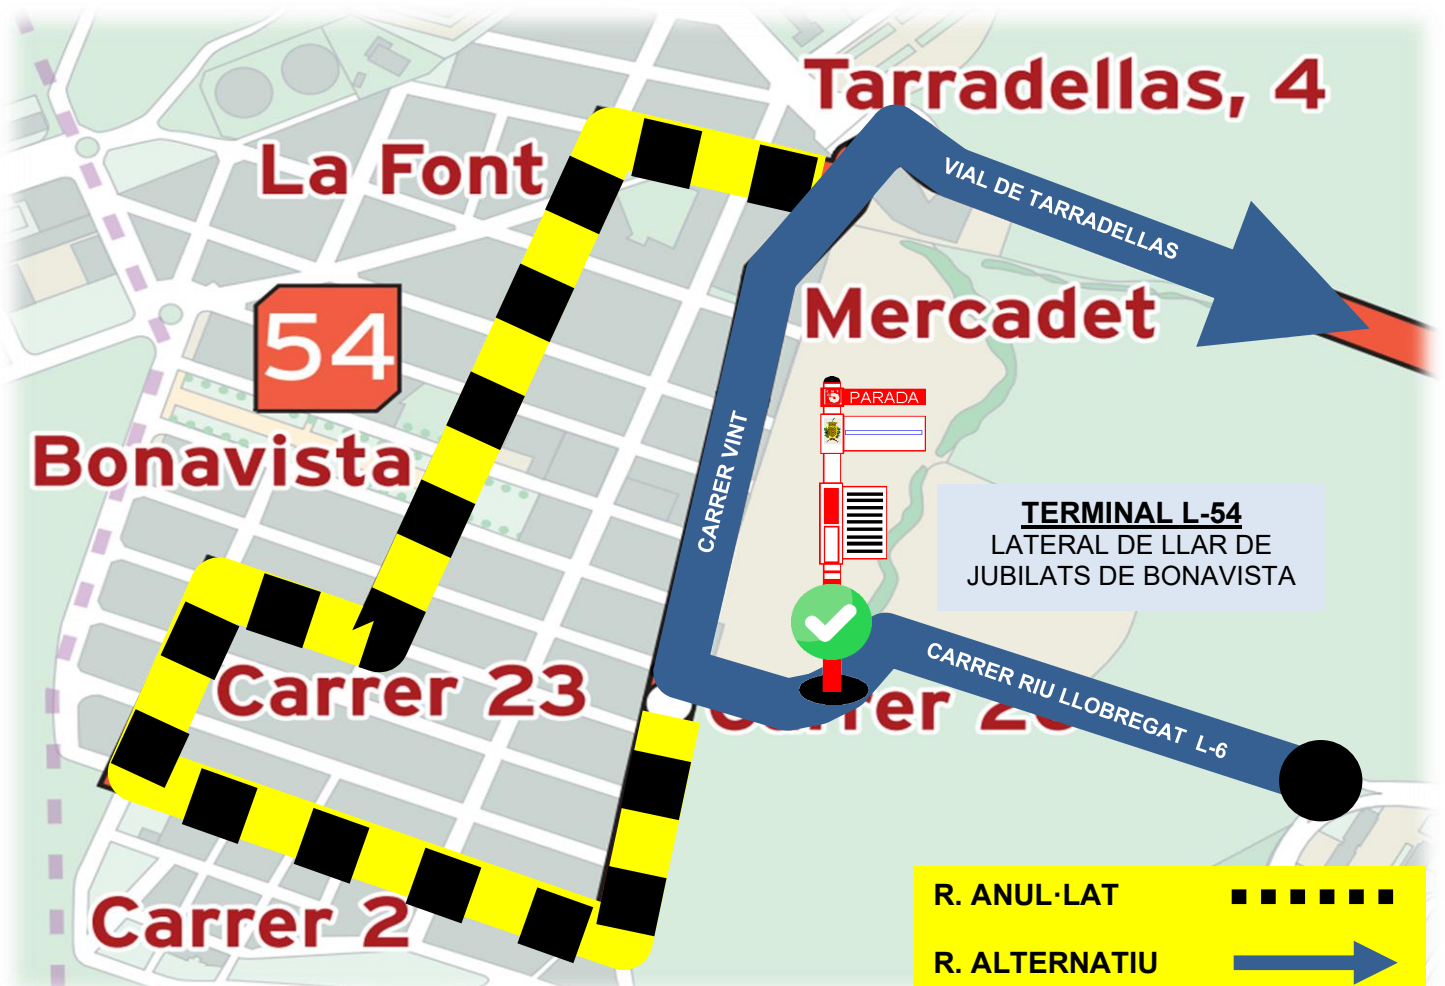 Tarradellas, 4
La Font
VIAL DE TARRADELLAS
54
Mercadet
PARADA
Bonavista
CARRER VINT
TERMINAL L-54
LATERAL DE LLAR DE
JUBILATS DE BONAVISTA
CARRER RIU LLOBREGAT L-6
Carrer 23
Carrer 2
R. ANUL·LAT
R. ALTERNATIU